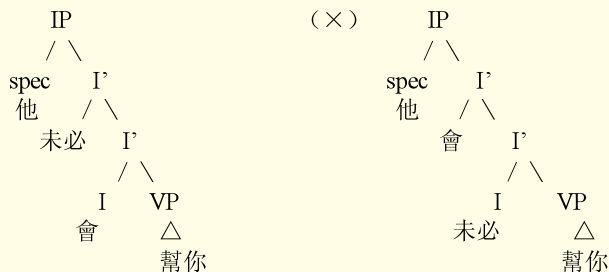 IP （×） IP
spec I’ spec I’
他 他
未必 I’ 會 I’
I VP I VP
會 △ 未必 △
幫你 幫你